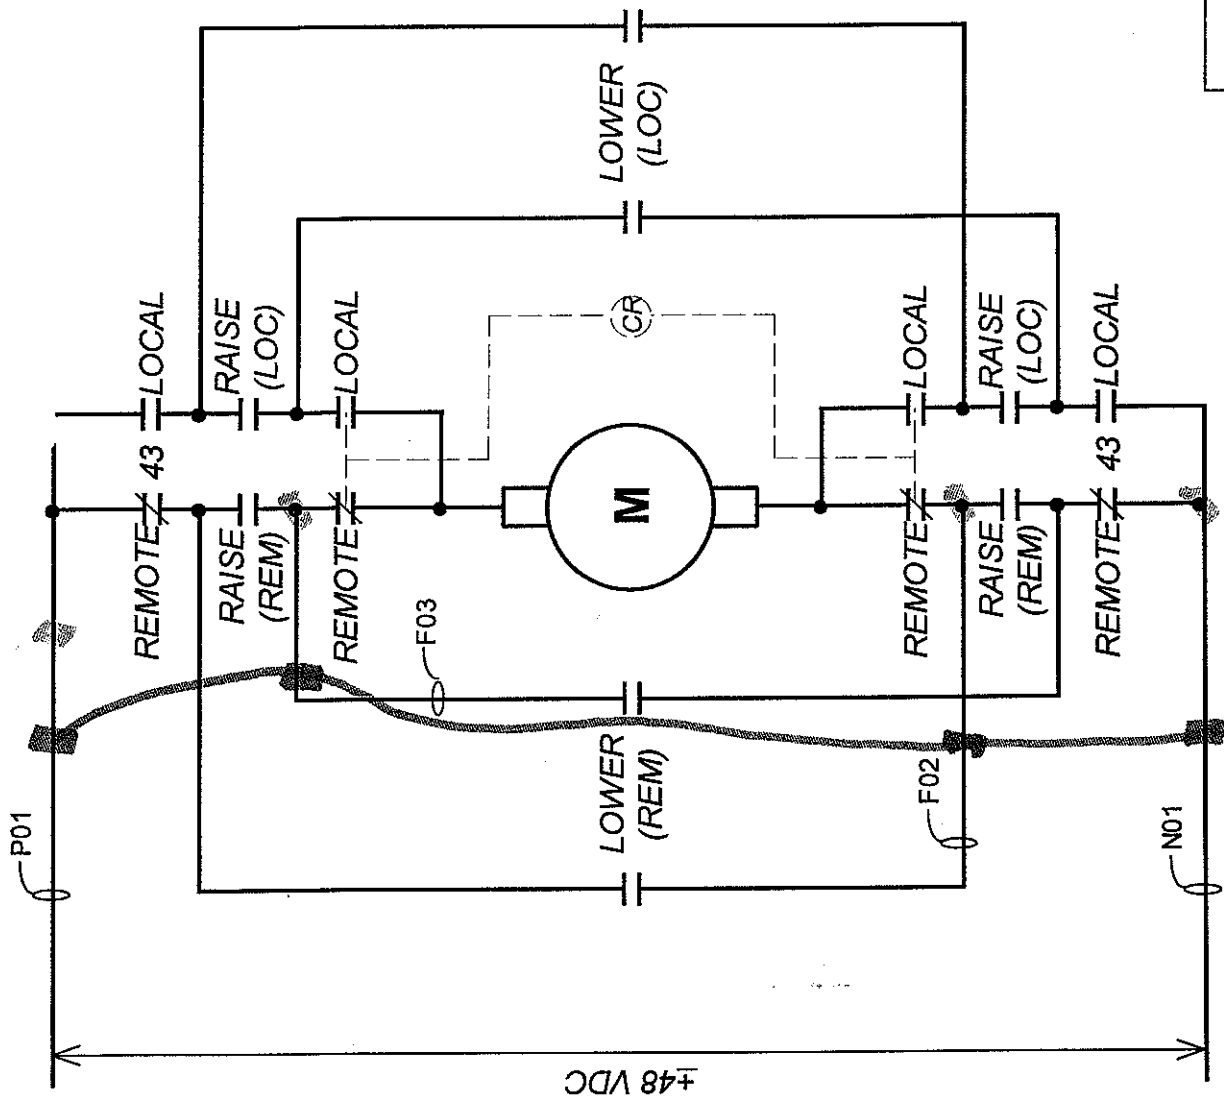 P01
REMOTE
43
LOCAL
RAISE
(REM)
RAISE
(LOC)
REMOTE
LOCAL
F03
LOWER
(REM)
M
CR
LOWER
(LOC)
F02
REMOTE
LOCAL
RAISE
(REM)
RAISE
(LOC)
REMOTE
43
LOCAL
N01
±48 VDC